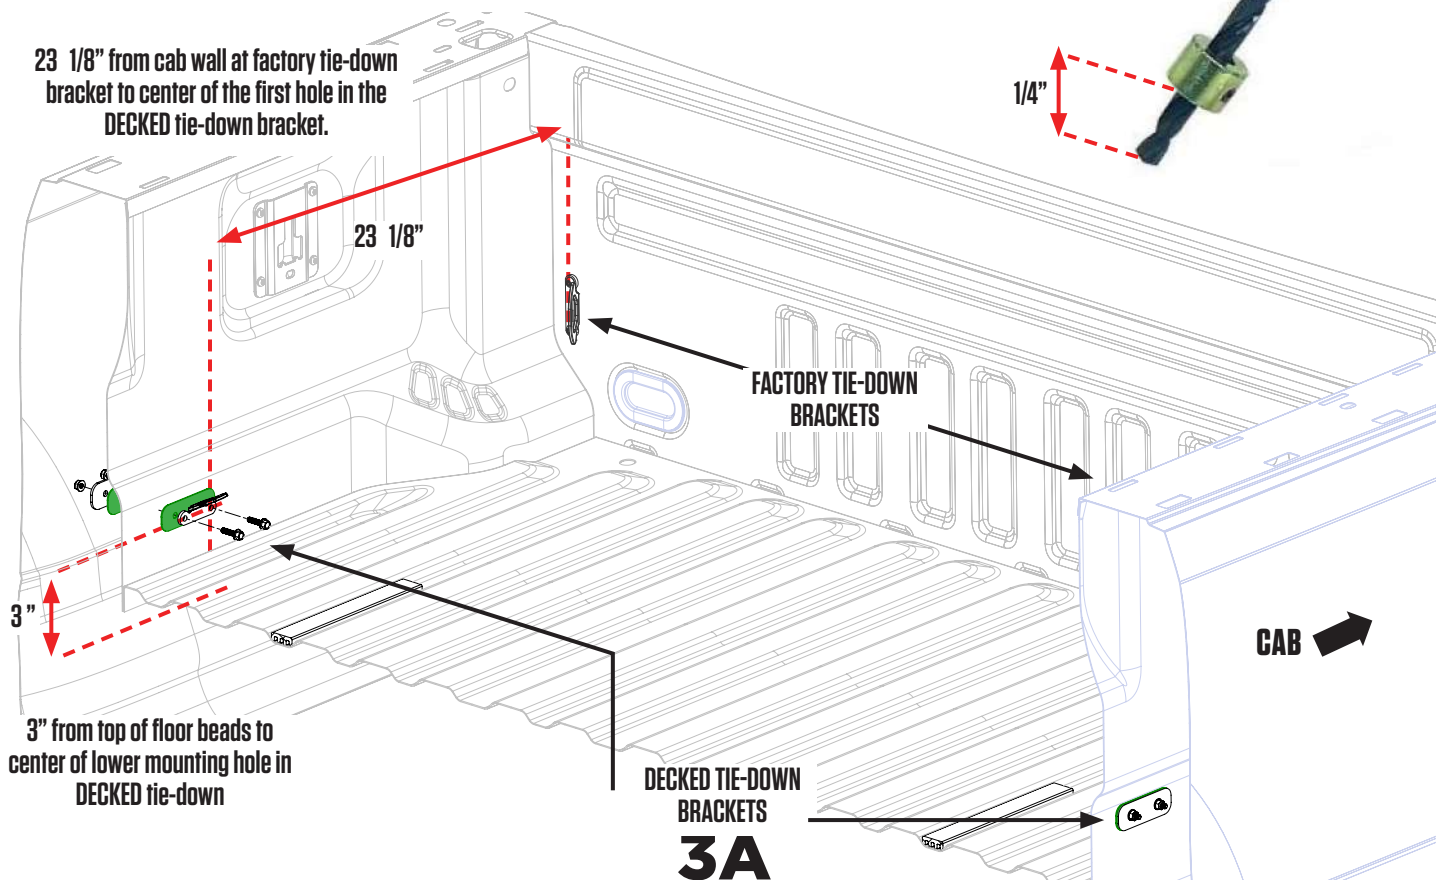 23 1/8” from cab wall at factory tie-down
bracket to center of the first hole in the
DECKED tie-down bracket.
1/4”
23 1/8”
FACTORY TIE-DOWN
BRACKETS
3”
CAB
3” from top of floor beads to
center of lower mounting hole in
DECKED tie-down
DECKED TIE-DOWN
BRACKETS
3A